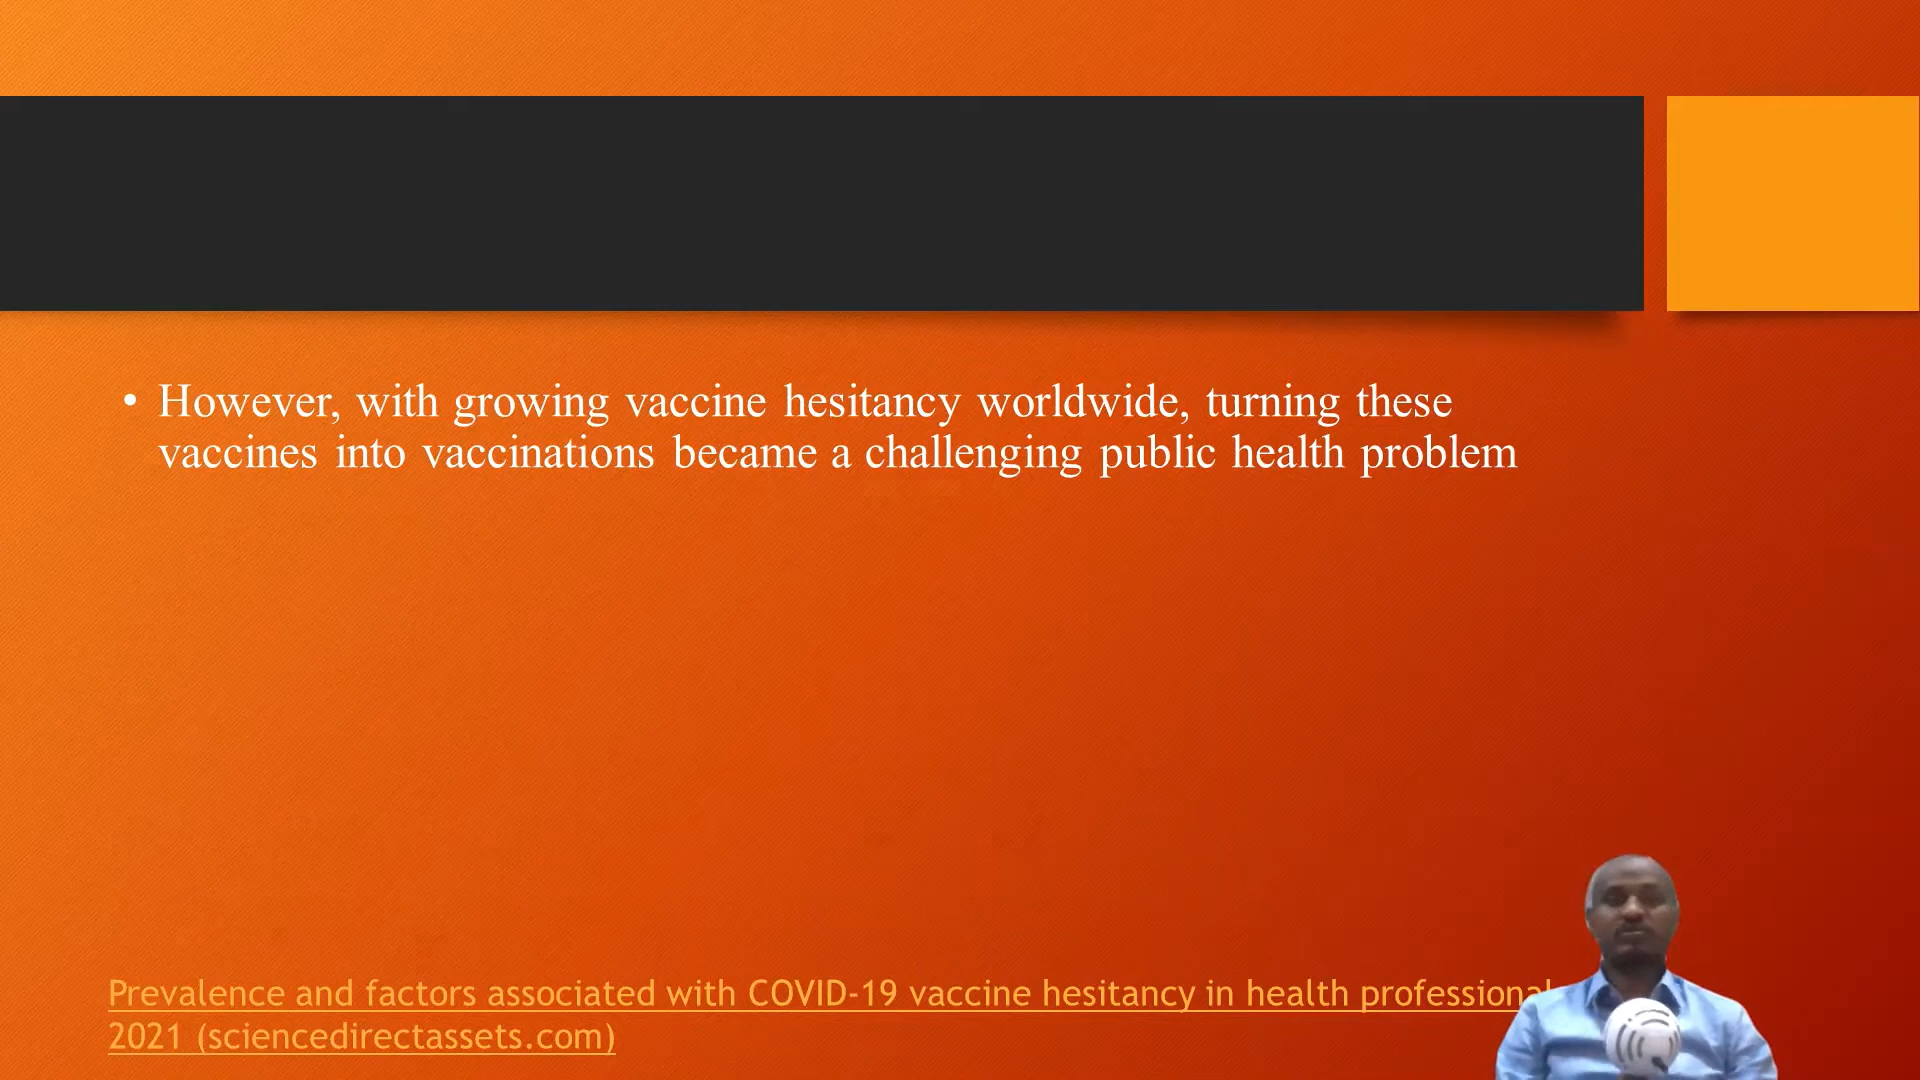 • However, with growing vaccine hesitancy worldwide, turning these
vaccines into vaccinations became a challenging public health problem
Prevalence and factors associated with COVID-19 vaccine hesitancy in health professional
2021 (sciencedirectassets.com)